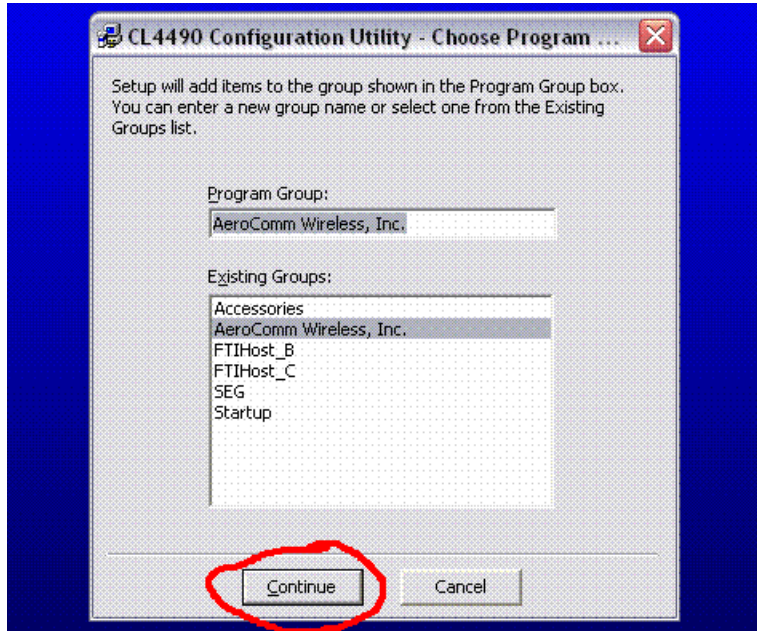 CL4490 Configuration Utility - Choose Program ...
Setup will add items to the group shown in the Program Group box.
You can enter a new group name or select one from the Existing
Groups list.
Program Group:
AeroComm Wireless, Inc.
Existing Groups:
Accessories
AeroComm Wireless, Inc.
FTIHost_B
FTIHost_C
SEG
Startup
Continue
Cancel